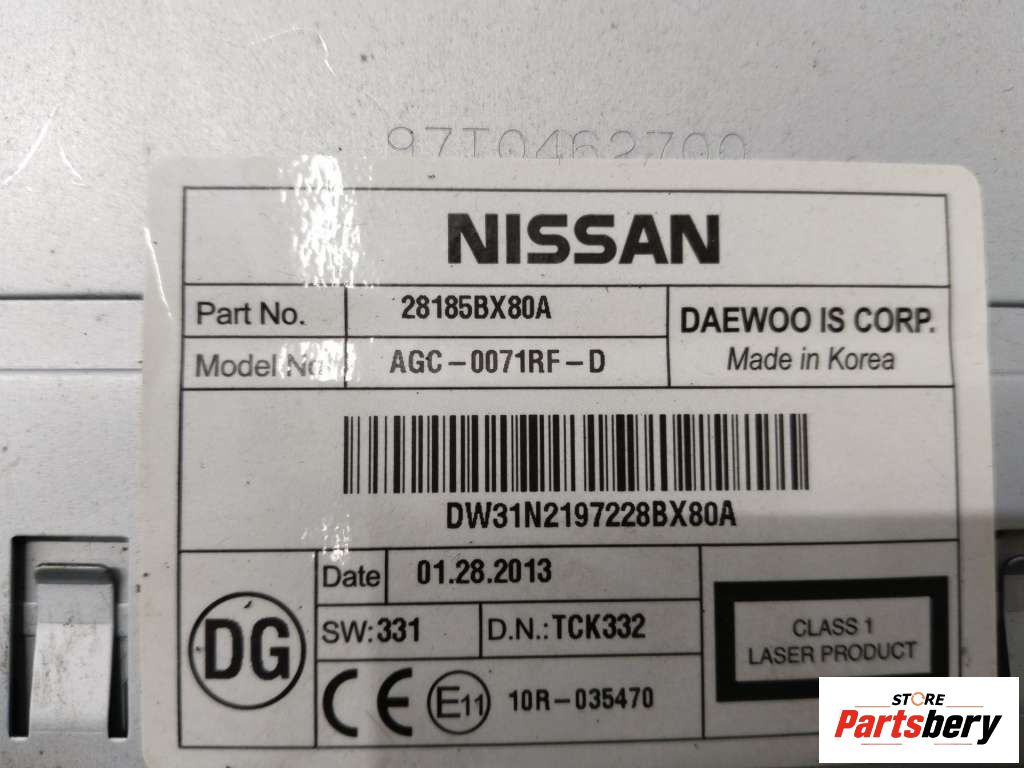 97T0462700
NISSAN
Part No. 28185BX80A
DAEWOO IS CORP.
Made in Korea
Model No AGC-0071RF-D
DW31N2197228BX80A
DG
Date 01.28.2013
SW:331 D.N.:TCK332
CE E11 10R-035470
CLASS 1
LASER PRODUCT
STORE
Partsbery